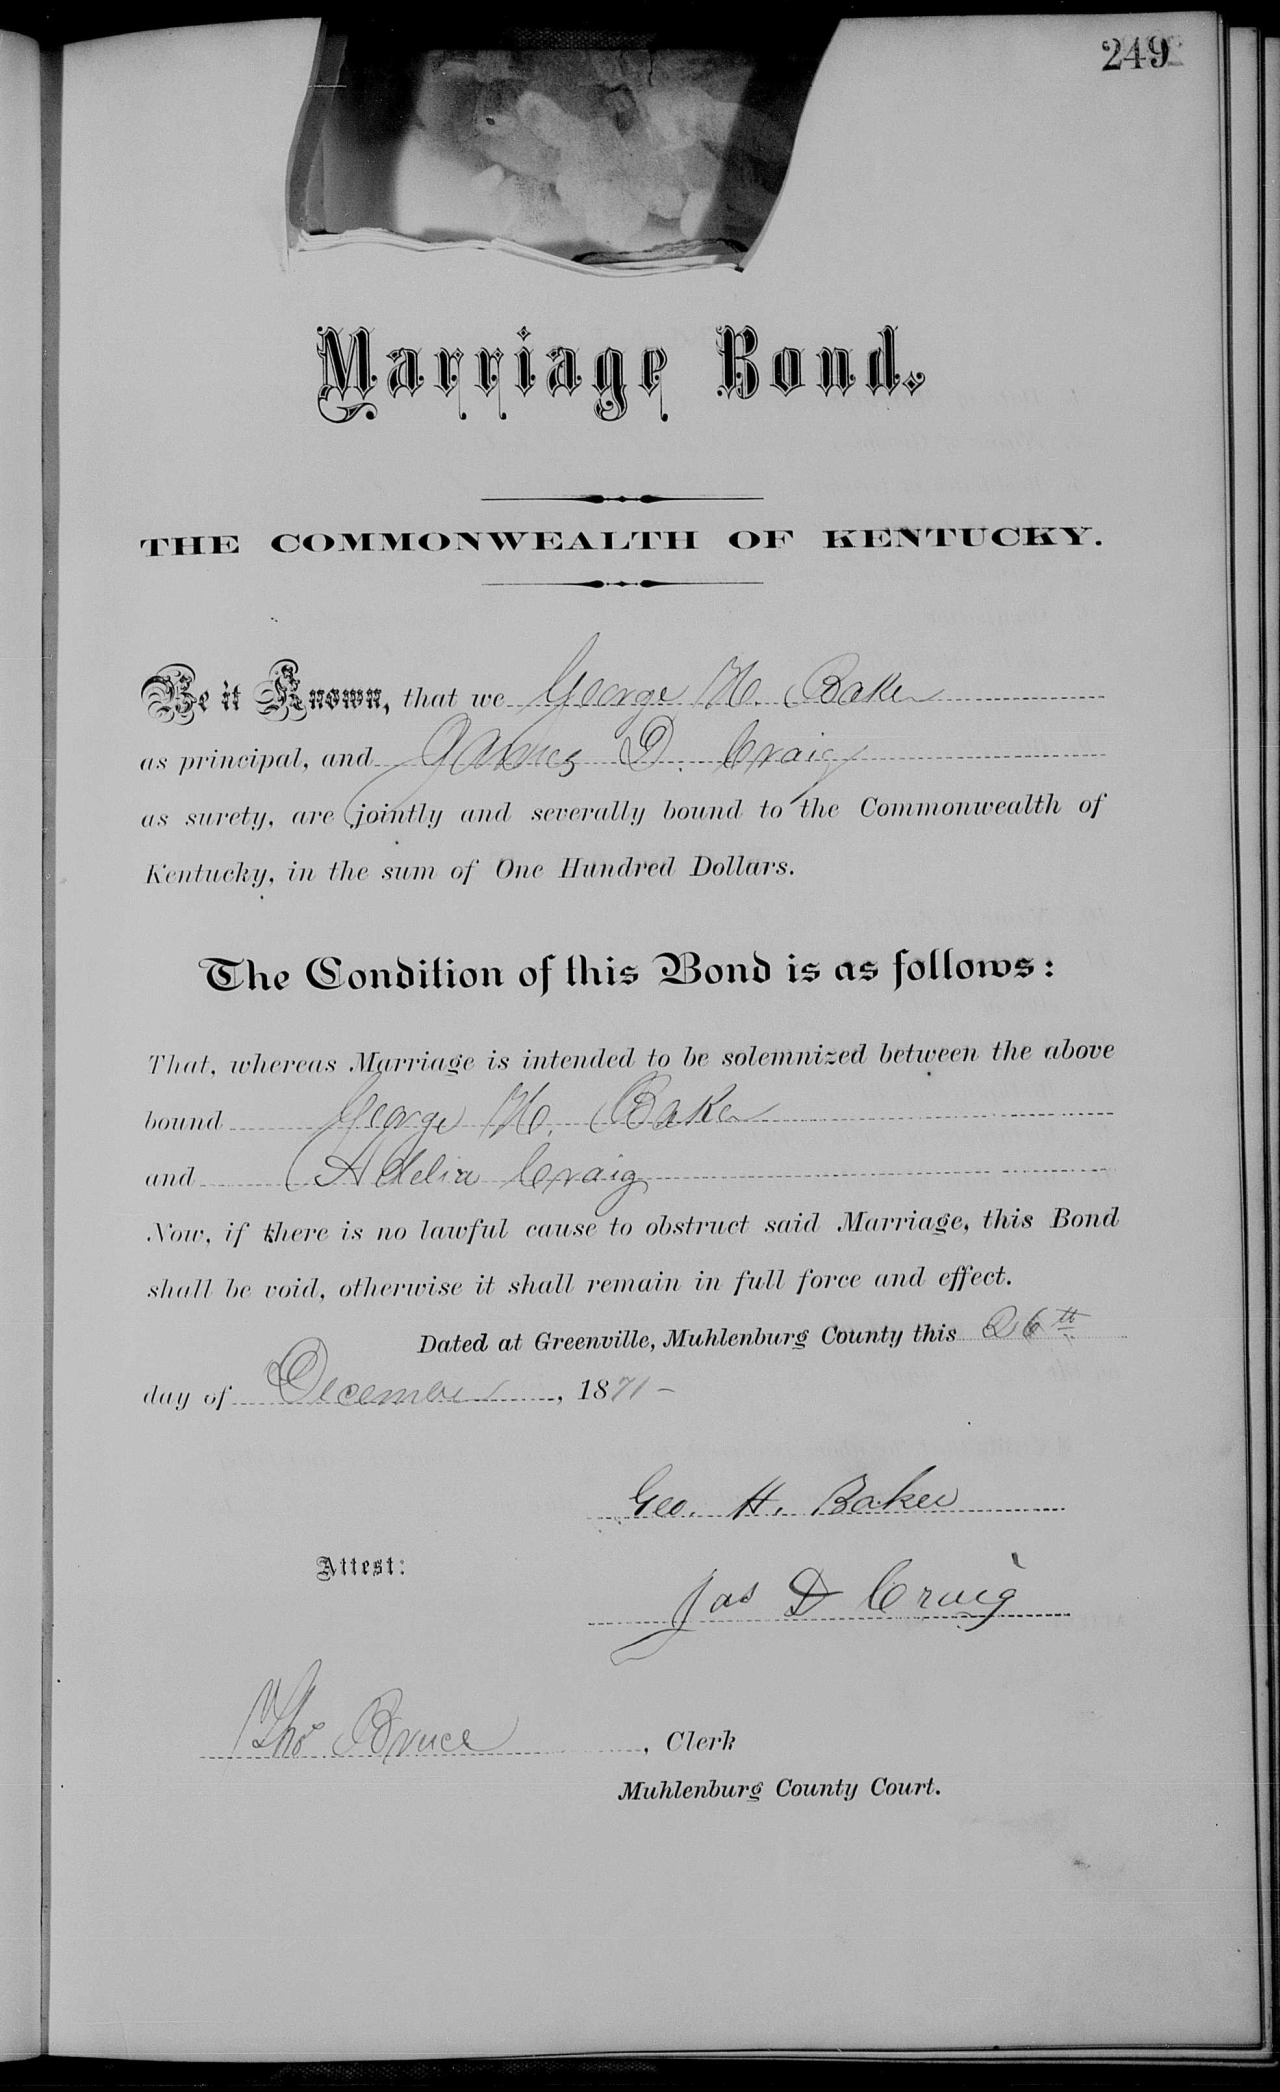 249
Marriage Bond.
THE COMMONWEALTH OF KENTUCKY.
Be it Known, that we George H. Baker
as principal, and James D. Craig
as surety, are jointly and severally bound to the Commonwealth of
Kentucky, in the sum of One Hundred Dollars.
The Condition of this Bond is as follows:
That, whereas Marriage is intended to be solemnized between the above
bound George H. Baker
and Adelia Craig
Now, if there is no lawful cause to obstruct said Marriage, this Bond
shall be void, otherwise it shall remain in full force and effect.
Dated at Greenville, Muhlenburg County this 26th
day of December, 1871-
Geo. H. Baker
Attest:
Jas D Craig
Tho Bruce, Clerk
Muhlenburg County Court.